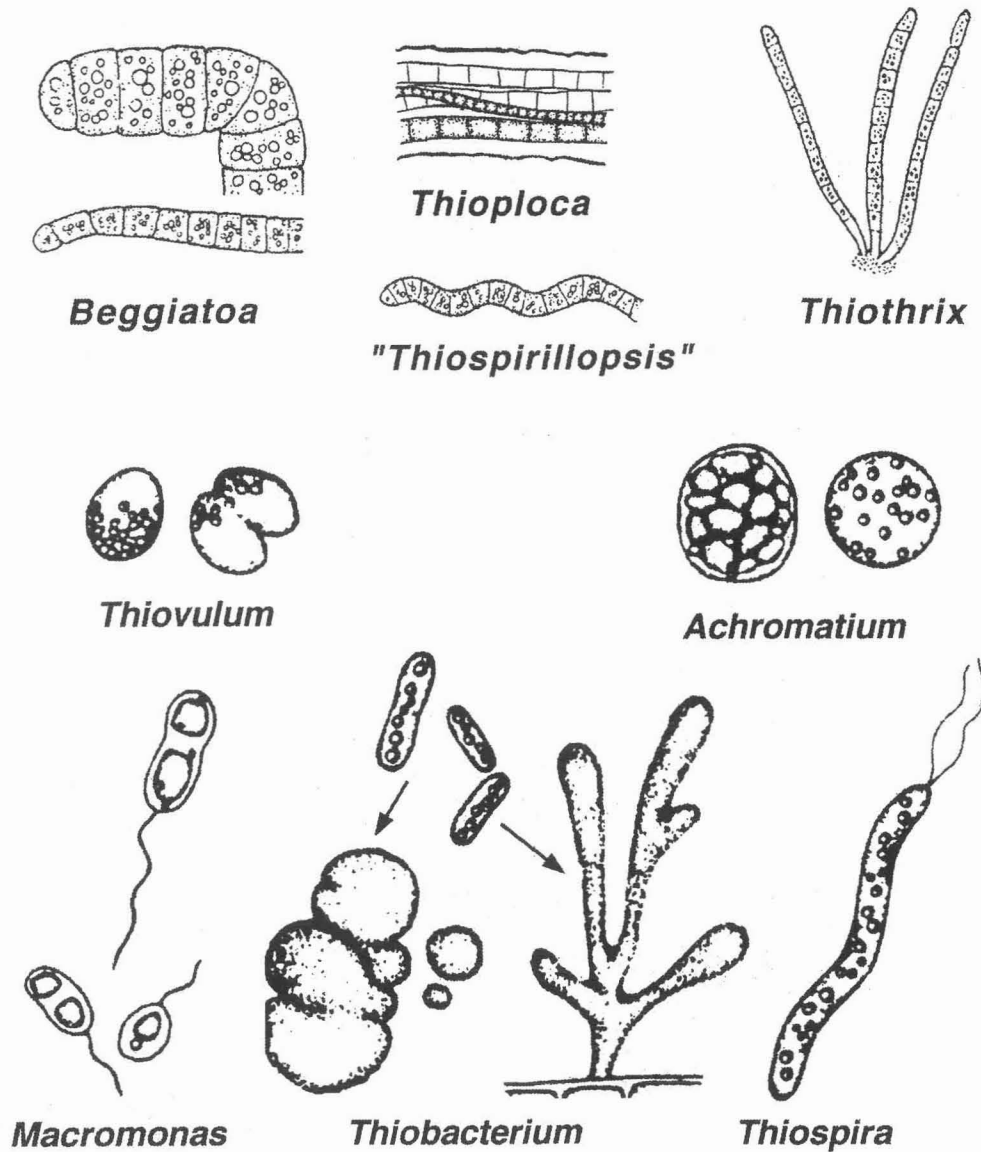 Thioploca
Beggiatoa
Thiothrix
"Thiospirillopsis"
Thiovulum
Achromatium
Macromonas
Thiobacterium
Thiospira